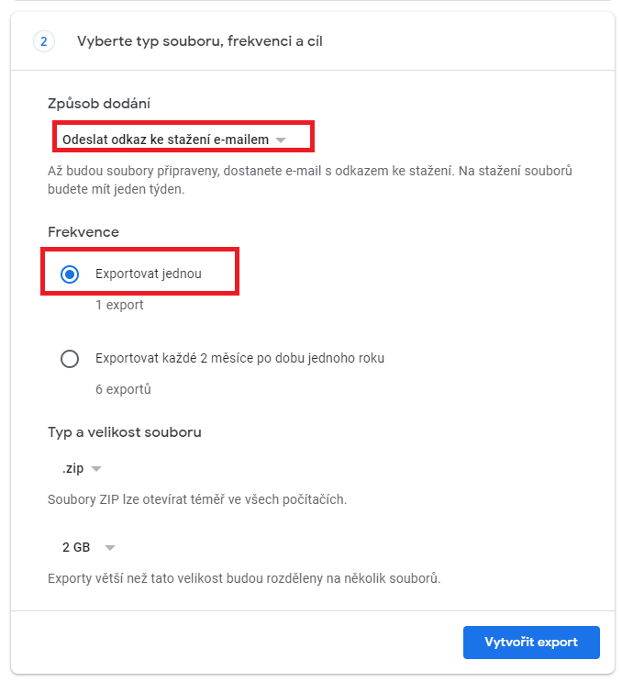 2 Vyberte typ souboru, frekvenci a cíl
Způsob dodání
Odeslat odkaz ke stažení e-mailem
Až budou soubory připraveny, dostanete e-mail s odkazem ke stažení. Na stažení souborů
budete mít jeden týden.
Frekvence
Exportovat jednou
1 export
Exportovat každé 2 měsíce po dobu jednoho roku
6 exportů
Typ a velikost souboru
.zip
Soubory ZIP lze otevírat téměř ve všech počítačích.
2 GB
Exporty větší než tato velikost budou rozděleny na několik souborů.
Vytvořit export